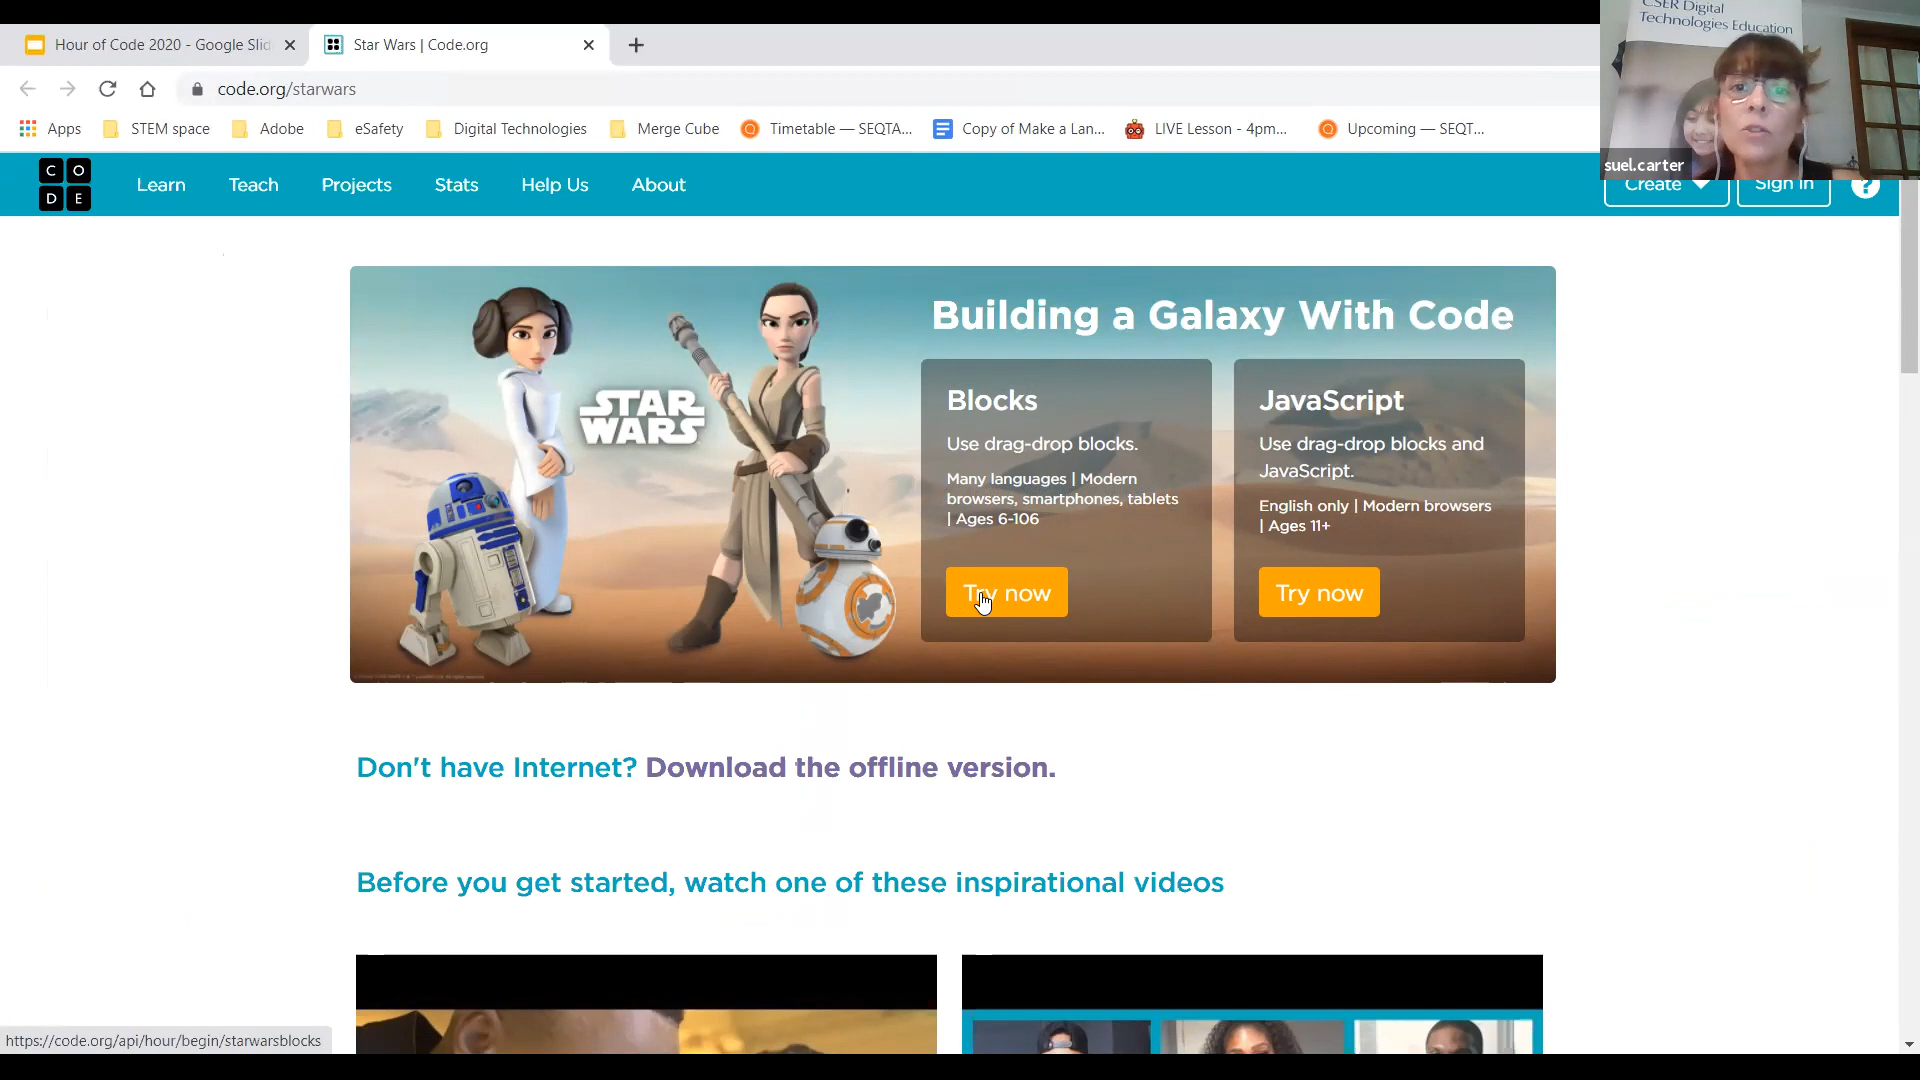 CSER Digital
Technologies Education
suel.carter
Hour of Code 2020 - Google Slid
Star Wars | Code.org
code.org/starwars
Apps
STEM space
Adobe
eSafety
Digital Technologies
Merge Cube
Timetable — SEQTA...
Copy of Make a Lan...
LIVE Lesson - 4pm...
Upcoming — SEQT...
C O
D E
Learn
Teach
Projects
Stats
Help Us
About
Create
Sign in
?
Building a Galaxy With Code
STAR
WARS
Blocks
Use drag-drop blocks.
Many languages | Modern
browsers, smartphones, tablets
| Ages 6-106
Try now
JavaScript
Use drag-drop blocks and
JavaScript.
English only | Modern browsers
| Ages 11+
Try now
Don't have Internet? Download the offline version.
Before you get started, watch one of these inspirational videos
https://code.org/api/hour/begin/starwarsblocks